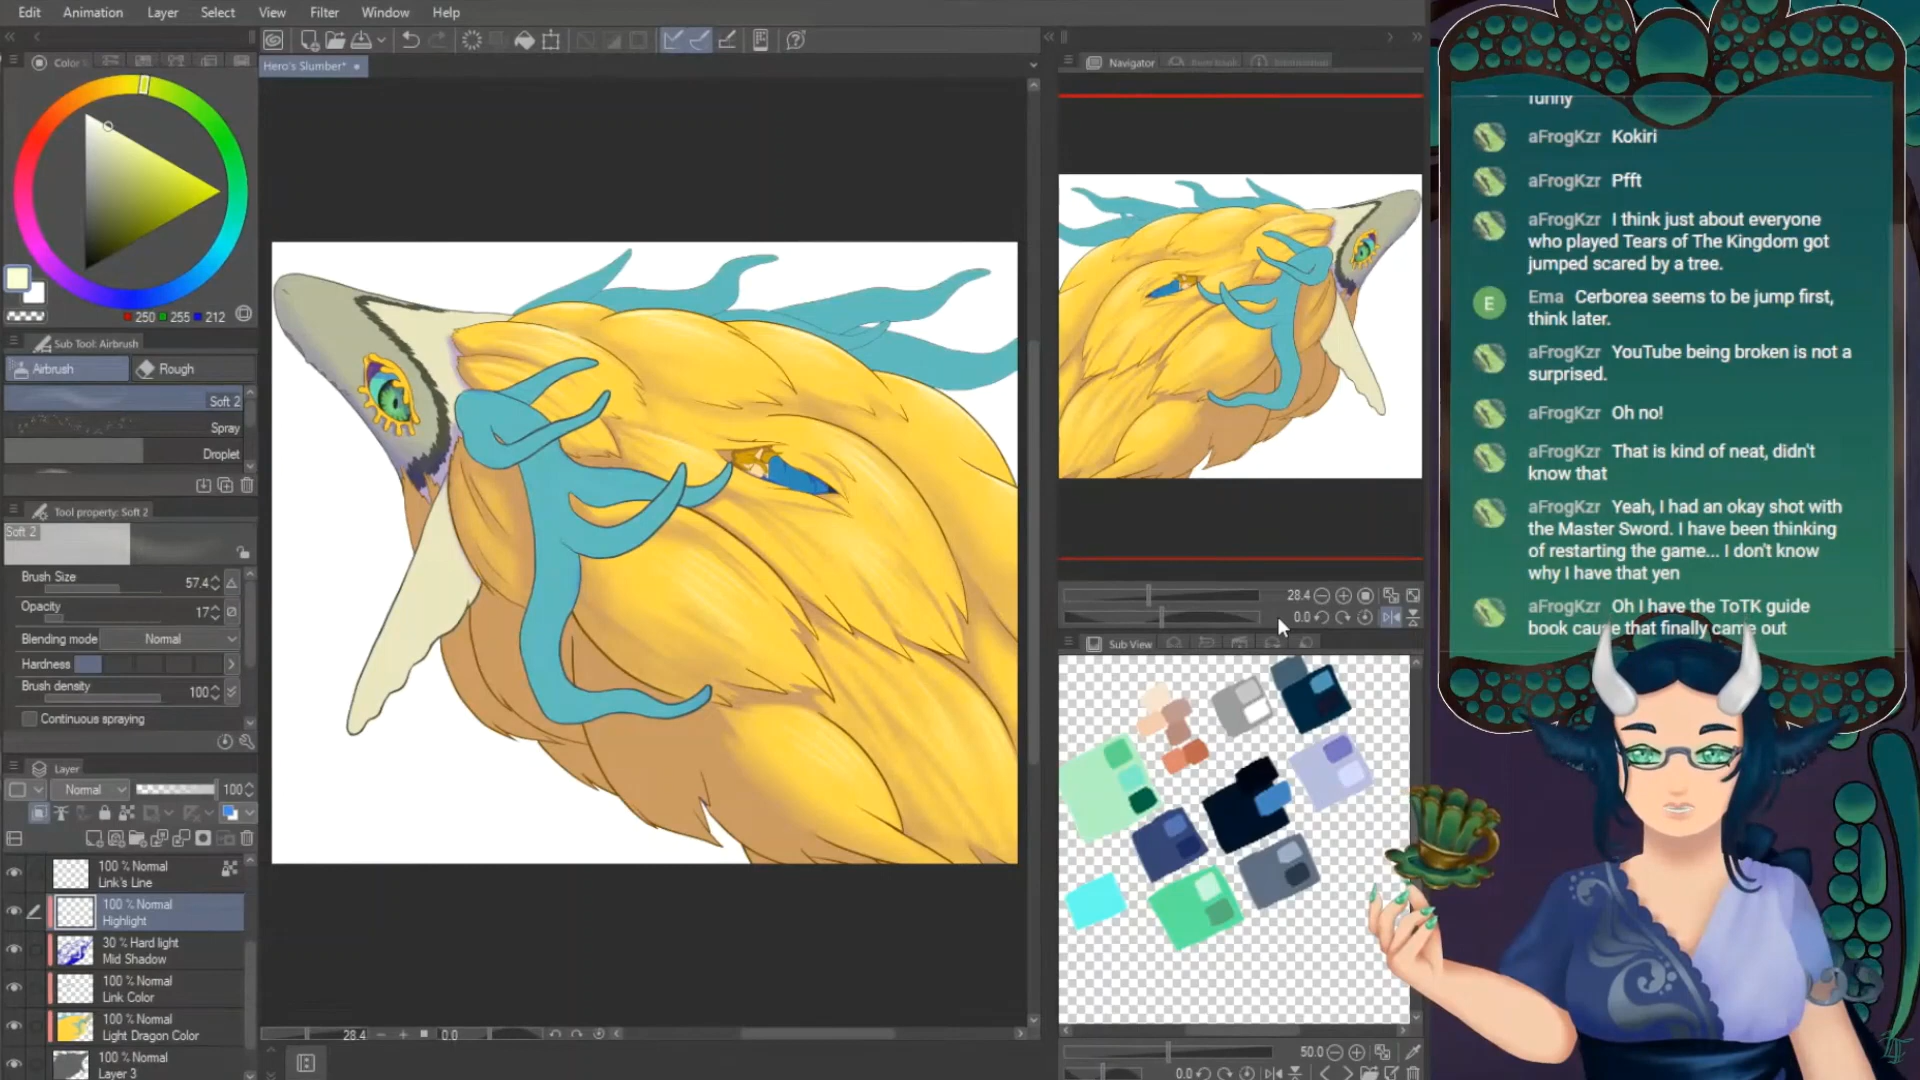 Edit Animation Layer Select View Filter Window Help
Color
Hero's Slumber*
Navigator
250 255 212
Sub Tool: Airbrush
Airbrush Rough
Soft 2
Spray
Droplet
Tool property: Soft 2
Soft 2
Brush Size 57.4
Opacity 17
Blending mode Normal
Hardness
Brush density 100
Continuous spraying
Layer
Normal 100
100 % Normal
Link's Line
100 % Normal
Highlight
30 % Hard light
Mid Shadow
100 % Normal
Link Color
100 % Normal
Light Dragon Color
100 % Normal
Layer 3
28.4 0.0
28.4
0.0
Sub View
50.0
0.0
funny
aFrogKzr Kokiri
aFrogKzr Pfft
aFrogKzr I think just about everyone
who played Tears of The Kingdom got
jumped scared by a tree.
E Ema Cerborea seems to be jump first,
think later.
aFrogKzr YouTube being broken is not a
surprised.
aFrogKzr Oh no!
aFrogKzr That is kind of neat, didn't
know that
aFrogKzr Yeah, I had an okay shot with
the Master Sword. I have been thinking
of restarting the game... I don't know
why I have that yen
aFrogKzr Oh I have the ToTK guide
book cause that finally came out